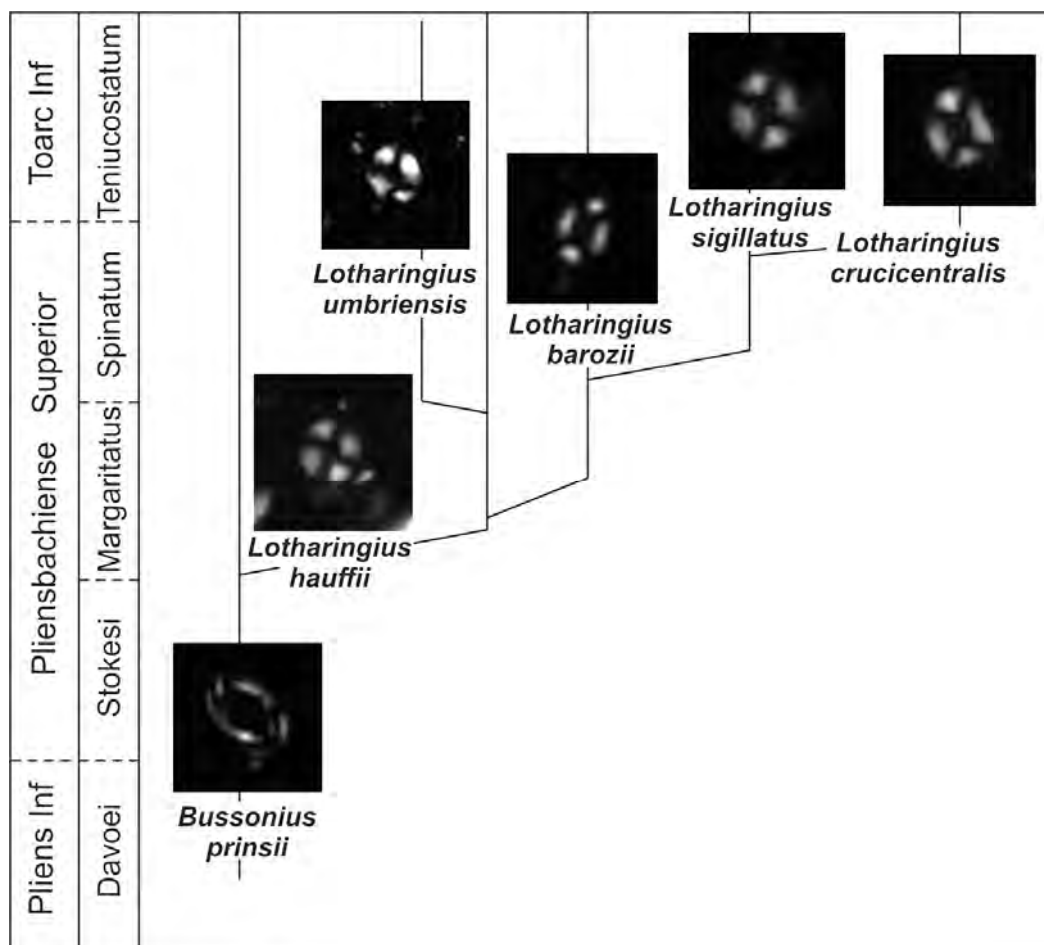 Toarc Inf
Pliensbachiense Superior
Pliens Inf
Teniucostatum
Spinatum
Margaritatus
Stokesi
Davoei
Lotharingius
umbriensis
Lotharingius
barozii
Lotharingius
sigillatus
Lotharingius
crucicentralis
Lotharingius
hauffii
Bussonius
prinsii